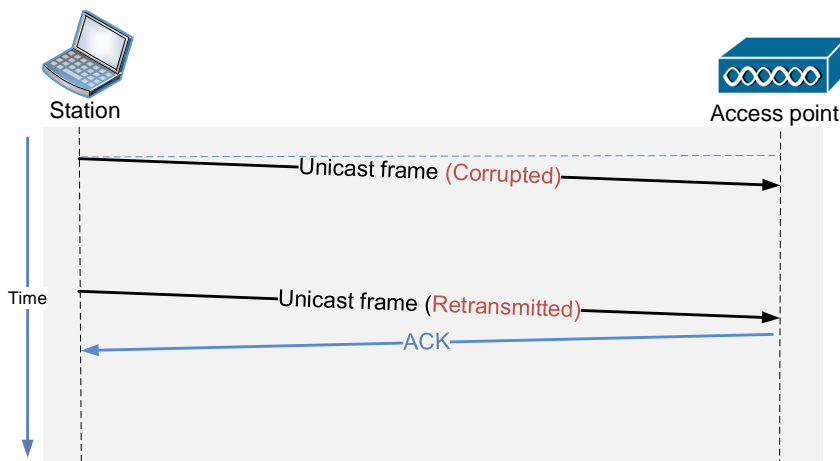 Station
Access point
Unicast frame (Corrupted)
Time
Unicast frame (Retransmitted)
ACK